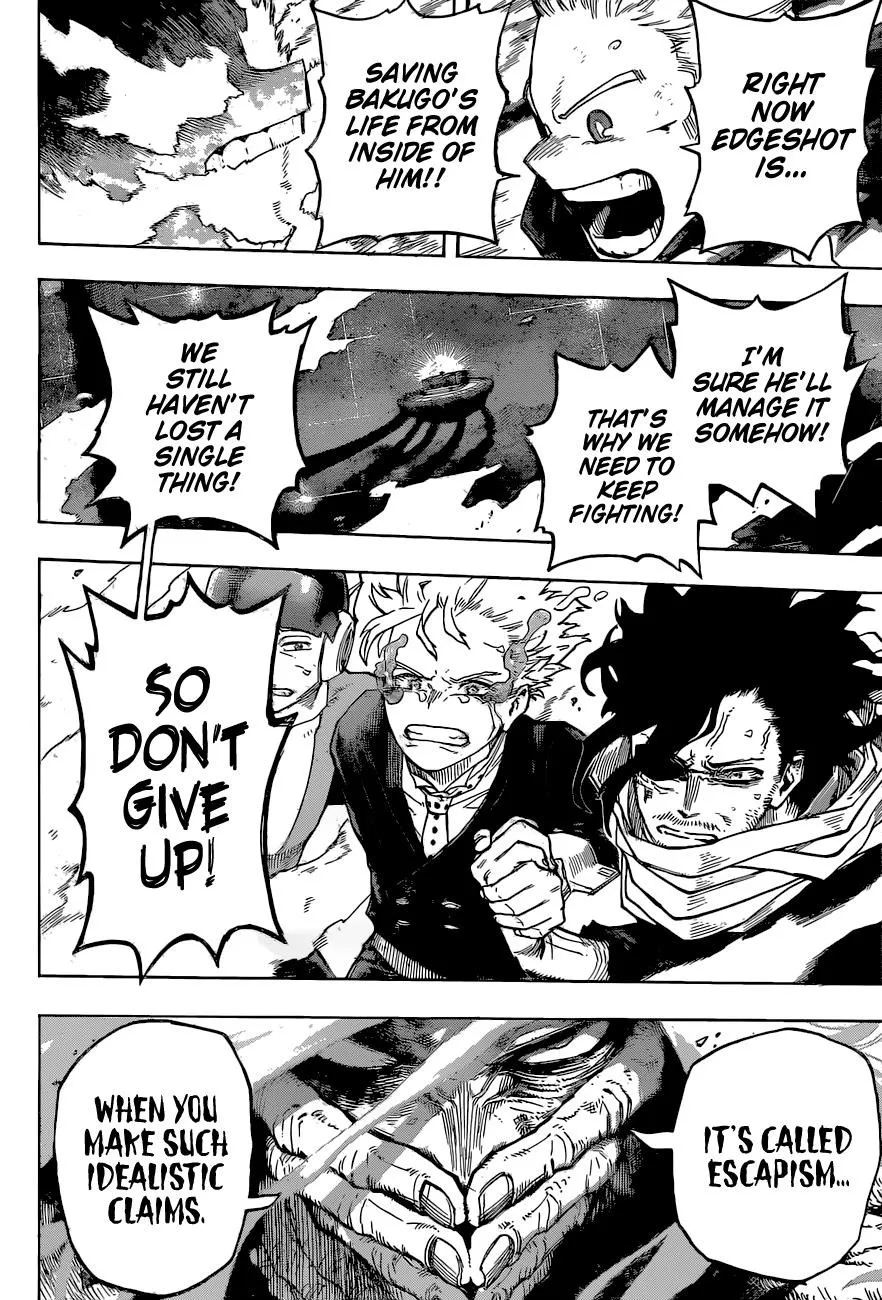 RIGHT
NOW
EDGESHOT
IS...
SAVING
BAKUGO'S
LIFE FROM
INSIDE OF
HIM!!
I'M
SURE HE'LL
MANAGE IT
SOMEHOW!
THAT'S
WHY WE
NEED TO
KEEP
FIGHTING!
WE
STILL
HAVEN'T
LOST A
SINGLE
THING!
SO
DON'T
GIVE
UP!
IT'S CALLED
ESCAPISM...
WHEN YOU
MAKE SUCH
IDEALISTIC
CLAIMS.